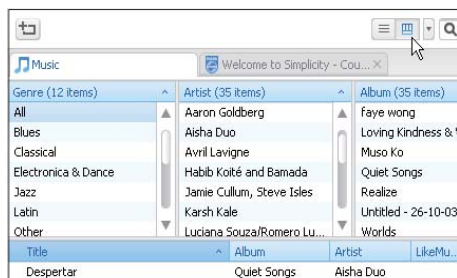 Music
Welcome to Simplicity - Cou...
Genre (12 items)
Artist (35 items)
Album (35 items)
All
Aaron Goldberg
faye wong
Blues
Aisha Duo
Loving Kindness &
Classical
Avril Lavigne
Muso Ko
Electronica & Dance
Habib Koité and Bamada
Quiet Songs
Jazz
Jamie Cullum, Steve Isles
Realize
Latin
Karsh Kale
Untitled - 26-10-03
Other
Luciana Souza/Romero Lu...
Worlds
Title
Album
Artist
LikeMu...
Despertar
Quiet Songs
Aisha Duo